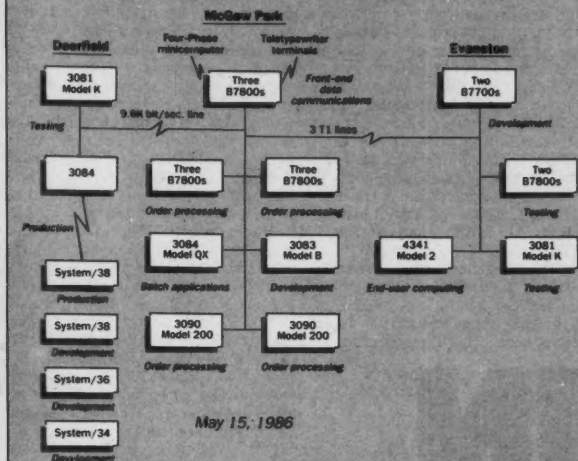 McGaw Park
Deerfield
Four-Phase minicomputer
Teletypewriter terminals
Evanston
3081
Model K
Three
B7800s
Front-end
data
communications
Two
B7700s
Testing
9.6K bit/sec. line
3 T1 lines
Development
3084
Three
B7800s
Three
B7800s
Two
B7800s
Order processing
Order processing
Testing
Production
System/38
3084
Model QX
3083
Model B
4341
Model 2
3081
Model K
Production
Batch applications
Development
End-user computing
Testing
System/38
3090
Model 200
3090
Model 200
Development
Order processing
Order processing
System/36
Development
May 15, 1986
System/34
Development